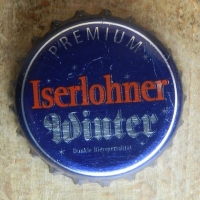 PREMIUM
Iserlohner
Winter
Dunkle Bierspezialität